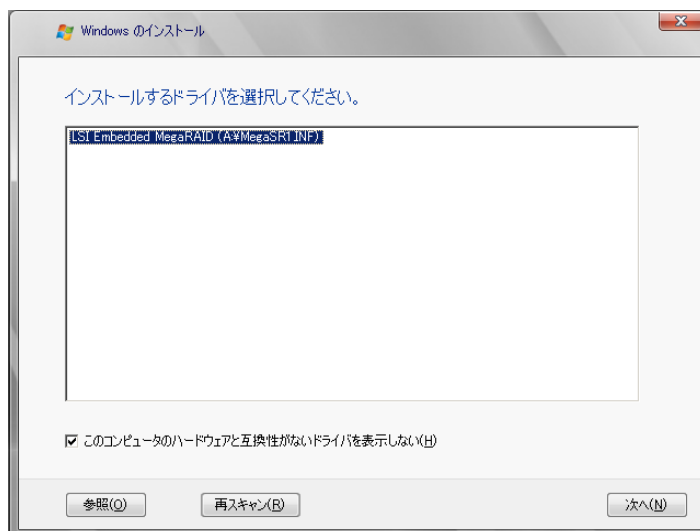 Windows のインストール
インストールするドライバを選択してください。
LSI Embedded MegaRAID (A¥MegaSR1.INF)
このコンピュータのハードウェアと互換性がないドライバを表示しない(H)
参照(O)
再スキャン(R)
次へ(N)